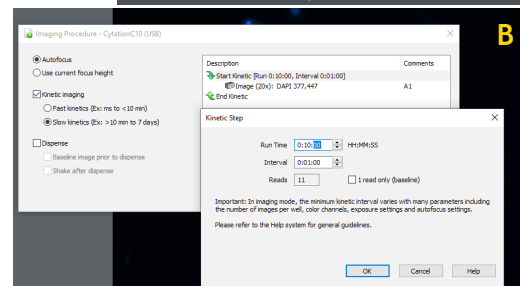 B
Imaging Procedure - CytationC10 (USB)
Autofocus
Use current focus height
Kinetic imaging
Fast kinetics (Ex: ms to <10 min)
Slow kinetics (Ex: >10 min to 7 days)
Dispense
Baseline image prior to dispense
Shake after dispense
Description Comments
Start Kinetic [Run 0:10:00, Interval 0:01:00]
Image (20x): DAPI 377,447 A1
End Kinetic
Kinetic Step
Run Time 0:10:00 HH:MM:SS
Interval 0:01:00
Reads 11 1 read only (baseline)
Important: In imaging mode, the minimum kinetic interval varies with many parameters including
the number of images per well, color channels, exposure settings and autofocus settings.
Please refer to the Help system for general guidelines.
OK Cancel Help